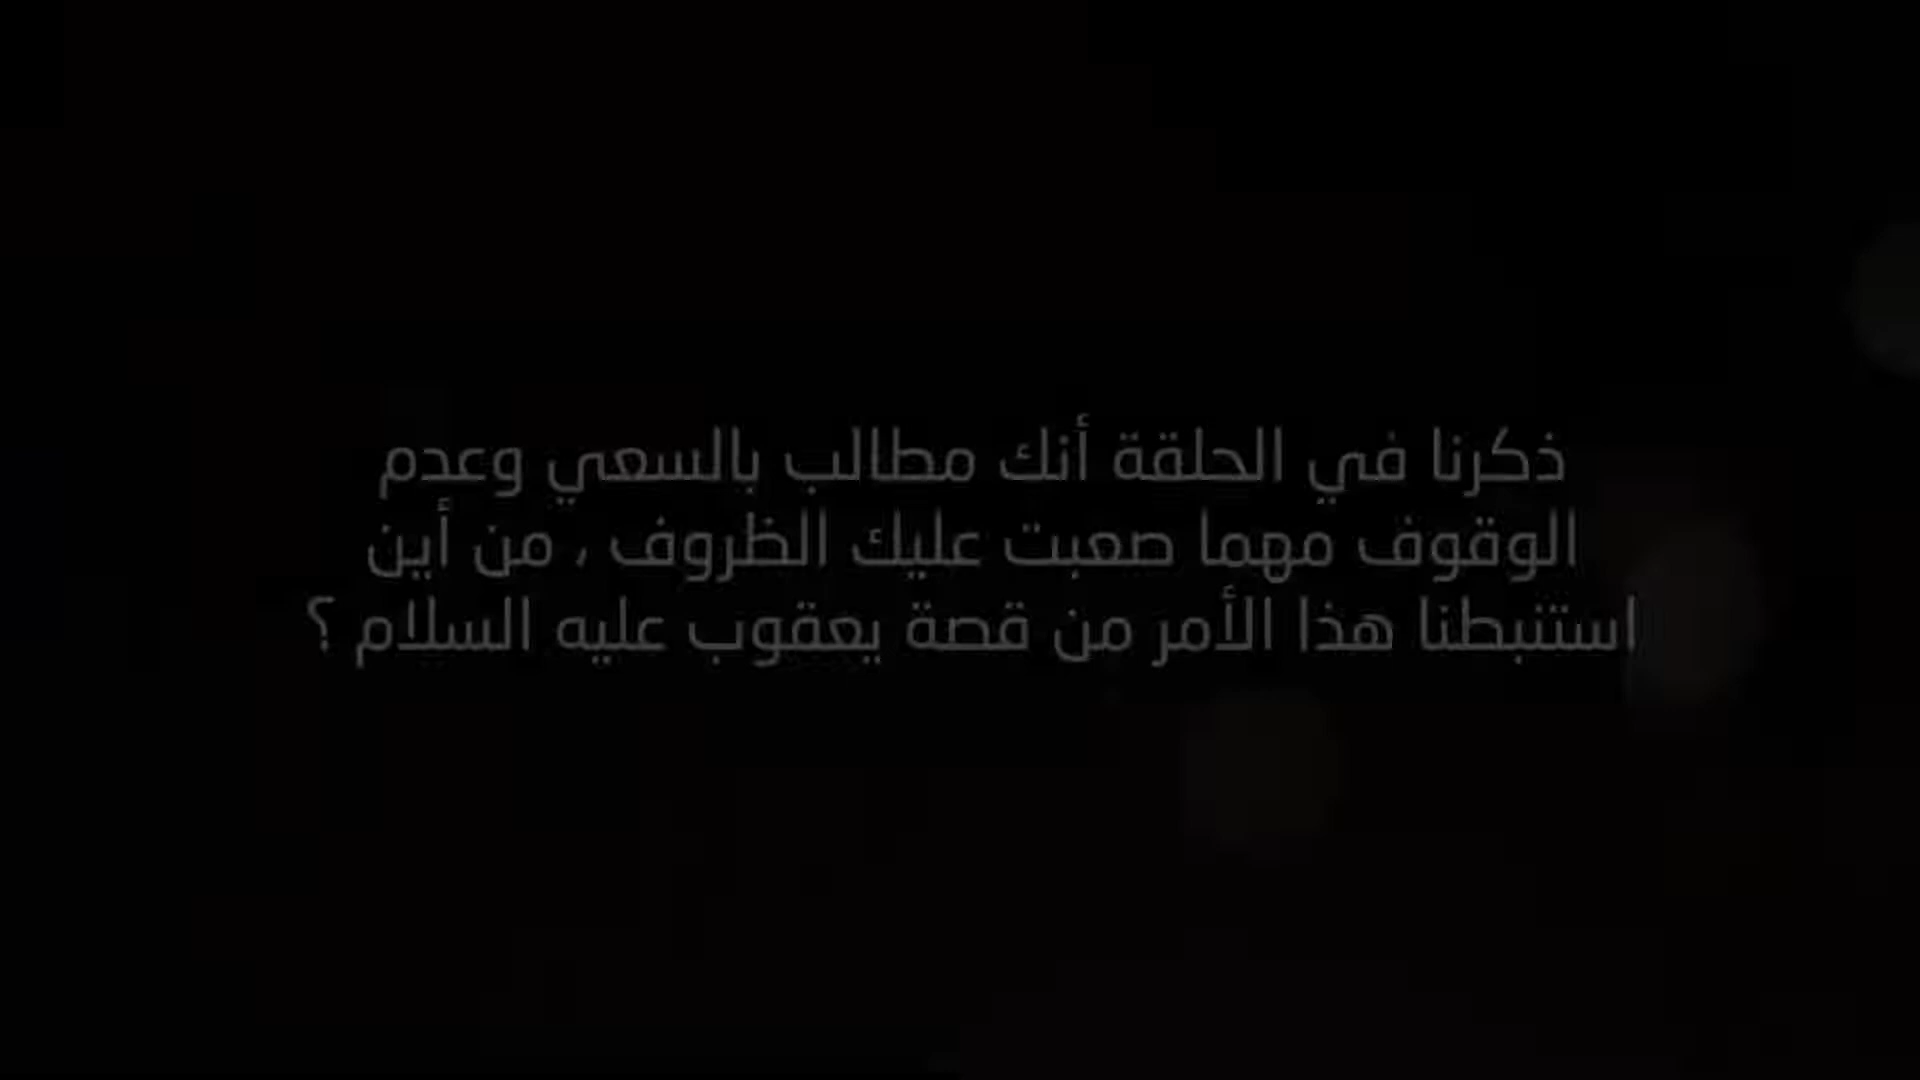 ذكرنا في الحلقة أنك مطالب بالسعي وعدم
الوقوف مهما صعبت عليك الظروف ، من أين
استنبطنا هذا الأمر من قصة يعقوب عليه السلام ؟